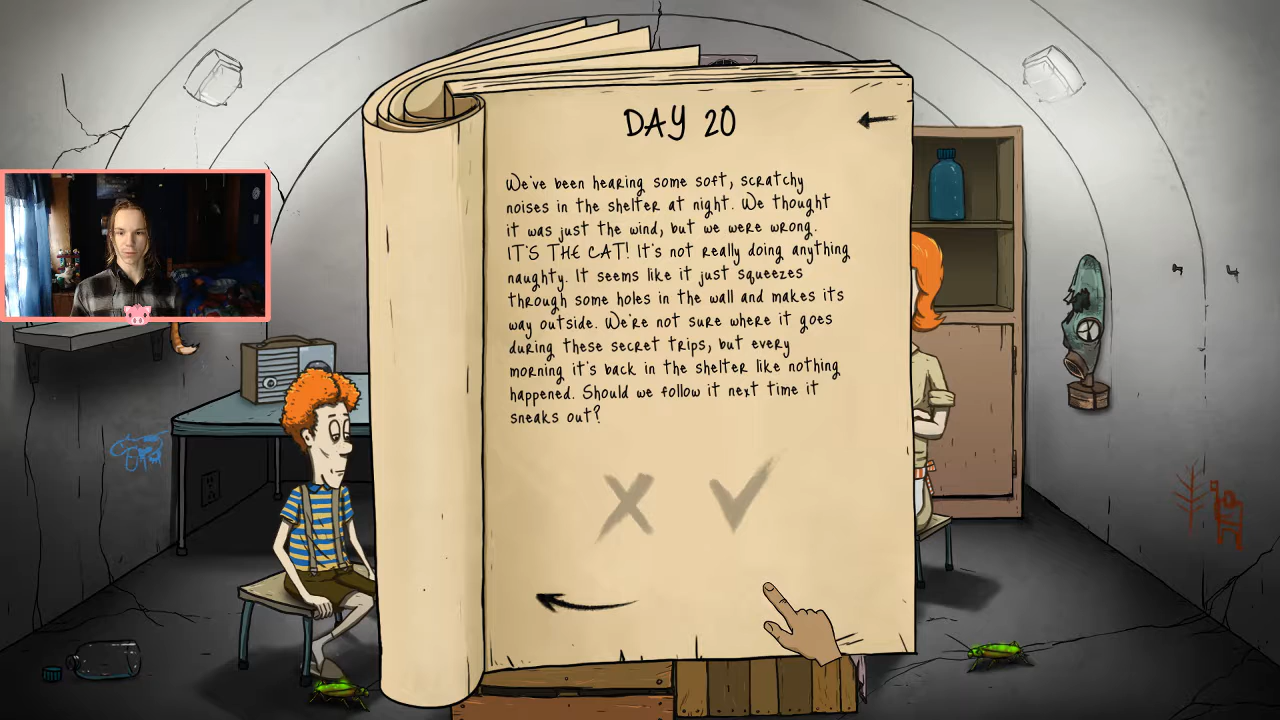 DAY 20
We've been hearing some soft, scratchy
noises in the shelter at night. We thought
it was just the wind, but we were wrong.
IT'S THE CAT! It's not really doing anything
naughty. It seems like it just squeezes
through some holes in the wall and makes its
way outside. We're not sure where it goes
during these secret trips, but every
morning it's back in the shelter like nothing
happened. Should we follow it next time it
sneaks out?